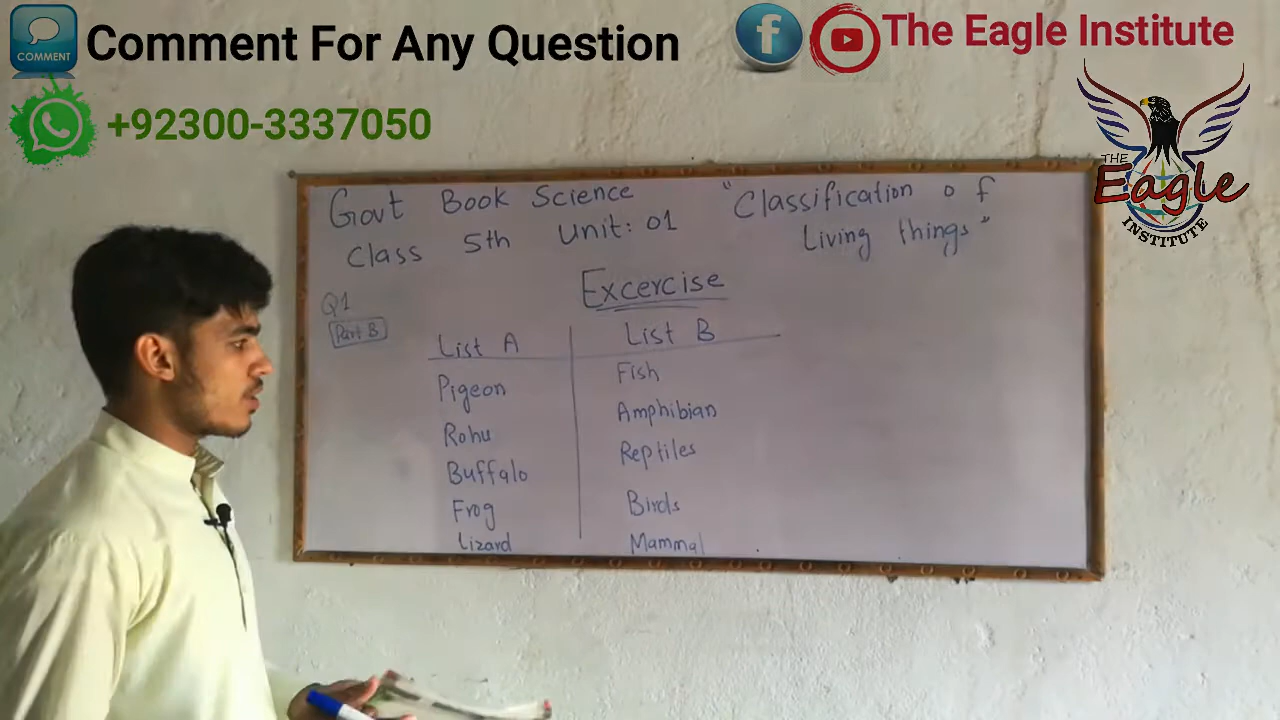 COMMENT
Comment For Any Question
The Eagle Institute
+92300-3337050
THE
Eagle
INSTITUTE
Govt Book Science
Class 5th Unit: 01
"Classification of
Living things"
Excercise
Q1
Part B
List A List B
Pigeon Fish
Rohu Amphibian
Buffalo Reptiles
Frog Birds
Lizard Mammal